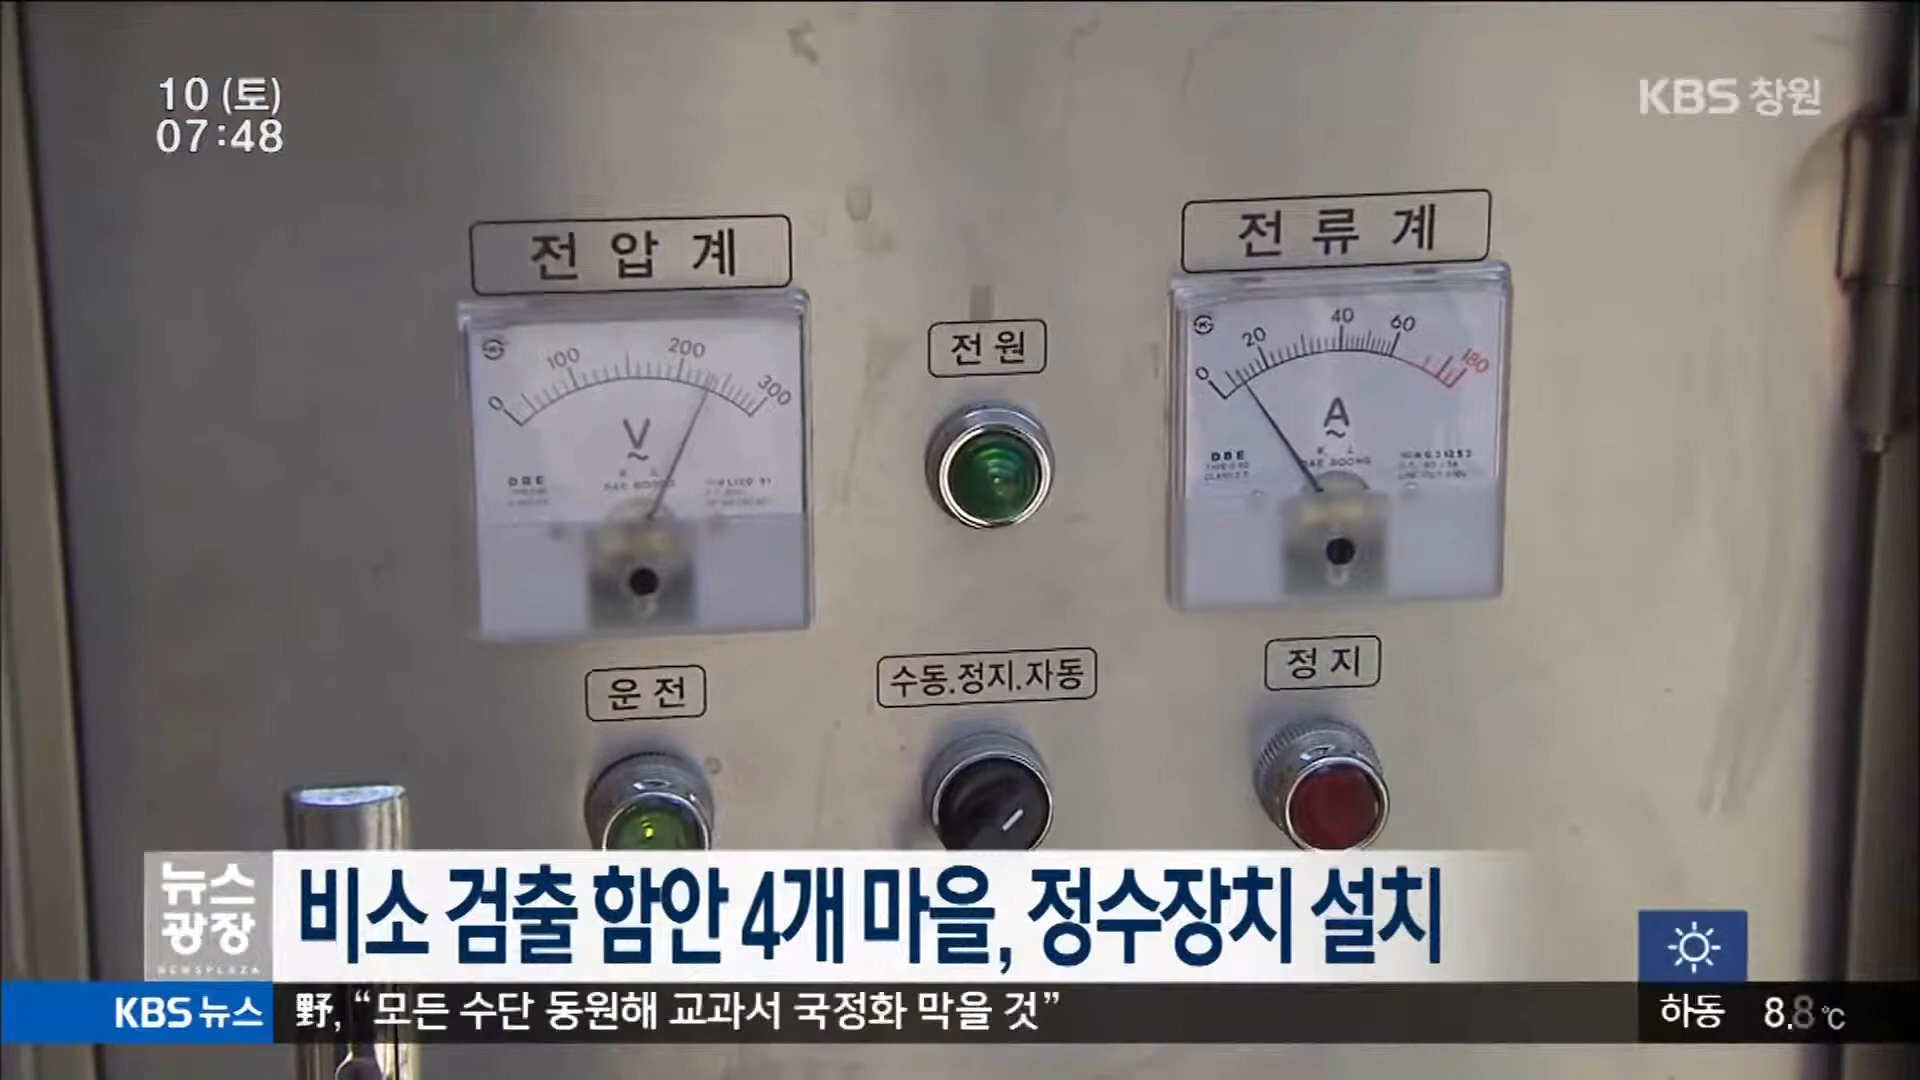 10 (토)
07:48
KBS 창원
전압계
전류계
0 100 200 300
V
DBE
전원
0 20 40 60 180
A
DBE
운전
수동.정지.자동
정지
뉴스
광장
NEWSPLAZA
비소 검출 함안 4개 마을, 정수장치 설치
KBS 뉴스
野, “모든 수단 동원해 교과서 국정화 막을 것”
하동 8.8℃